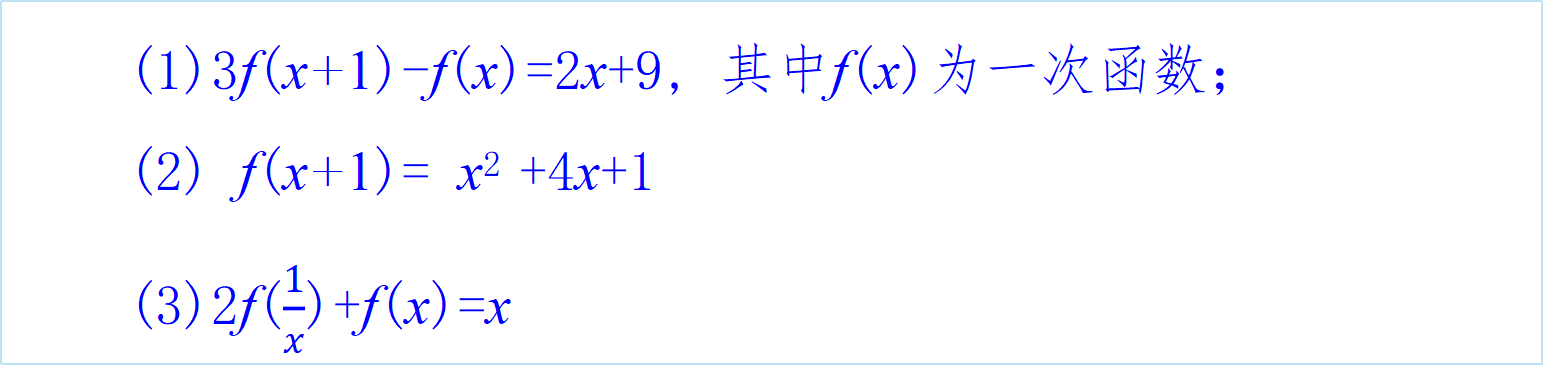 (1)3f(x+1)-f(x)=2x+9, 其中f(x)为一次函数;
(2) f(x+1)= x² +4x+1
(3)2f(1/x)+f(x)=x